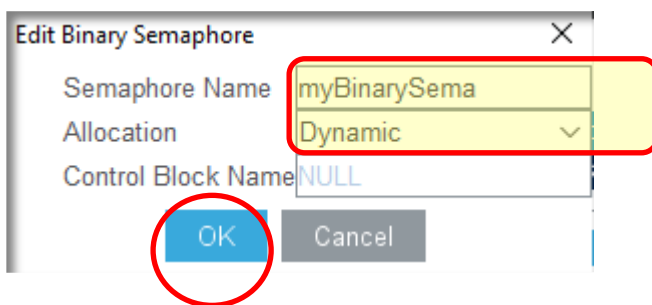 Edit Binary Semaphore
Semaphore Name myBinarySema
Allocation Dynamic
Control Block Name NULL
OK Cancel